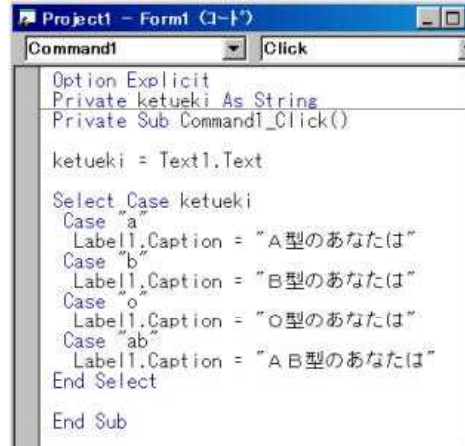 Project1 - Form1 (コード)
Command1 Click
Option Explicit
Private ketueki As String
Private Sub Command1_Click()
ketueki = Text1.Text
Select Case ketueki
Case "a"
Label1.Caption = "Ａ型のあなたは"
Case "b"
Label1.Caption = "Ｂ型のあなたは"
Case "o"
Label1.Caption = "Ｏ型のあなたは"
Case "ab"
Label1.Caption = "ＡＢ型のあなたは"
End Select
End Sub